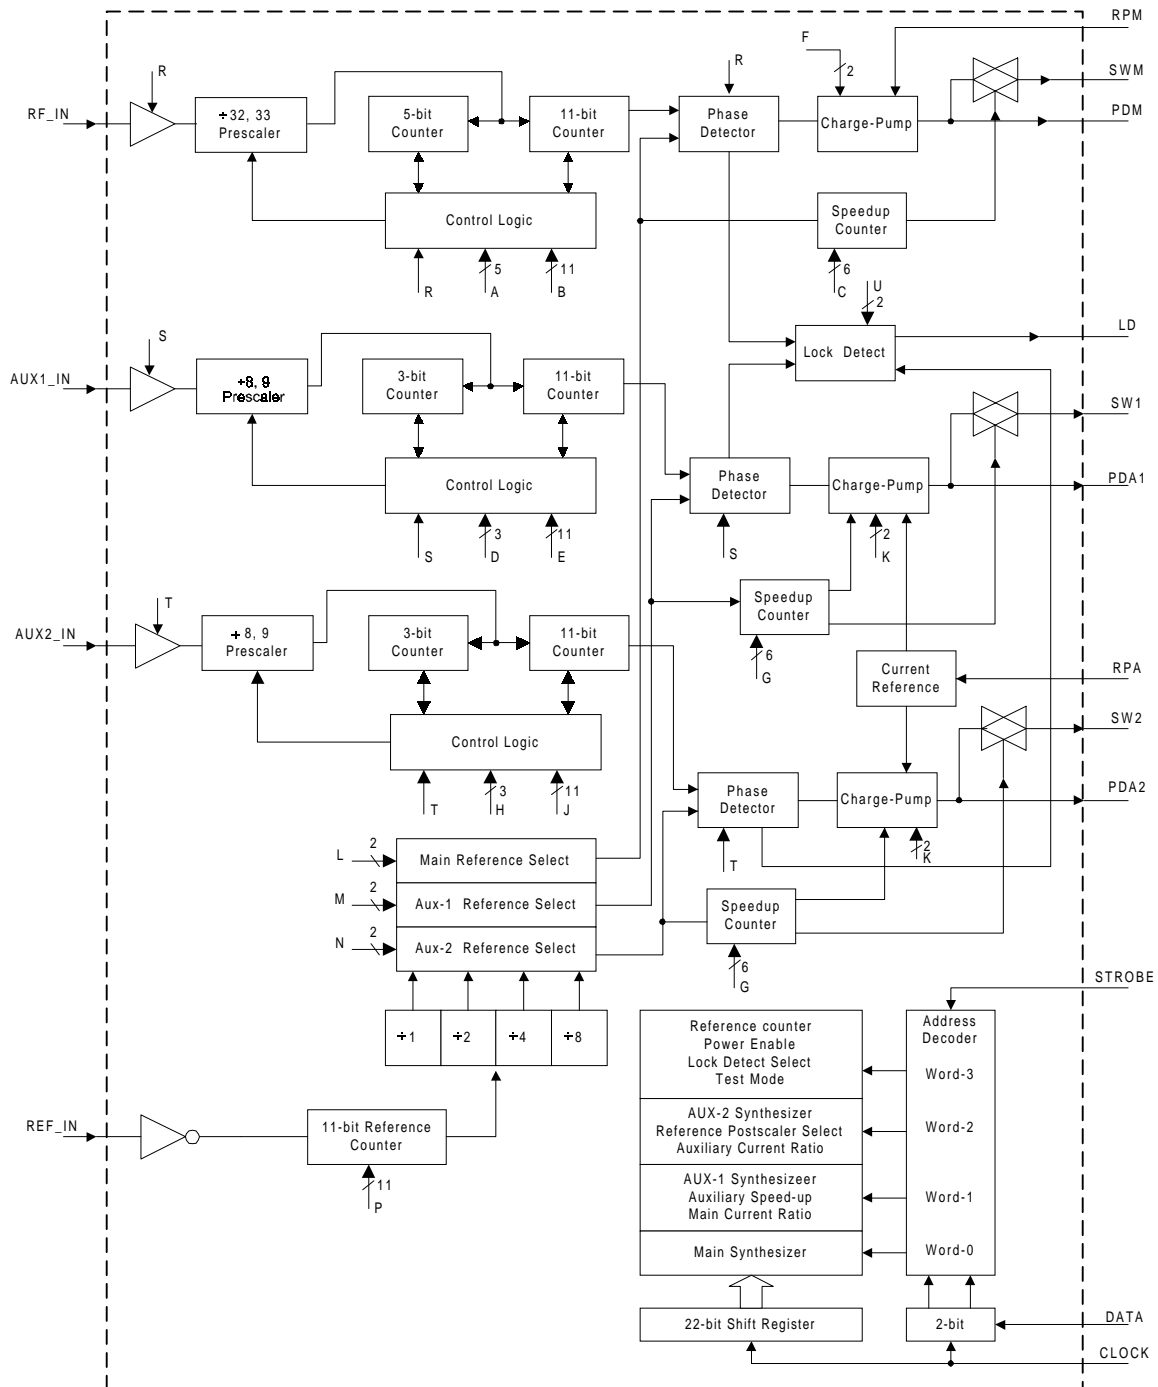 RPM
F
R
R
2
SWM
RF_IN
÷32, 33
Prescaler
5-bit
Counter
11-bit
Counter
Phase
Detector
Charge-Pump
PDM
Control Logic
Speedup
Counter
5
11
R
A
B
6
C
U
2
S
LD
Lock Detect
AUX1_IN
÷8, 9
Prescaler
3-bit
Counter
11-bit
Counter
SW1
Control Logic
Phase
Detector
Charge-Pump
PDA1
3
11
S
D
E
S
2
K
T
Speedup
Counter
AUX2_IN
÷8, 9
Prescaler
3-bit
Counter
11-bit
Counter
6
G
Current
Reference
RPA
SW2
Control Logic
Phase
Detector
Charge-Pump
PDA2
3
11
T
H
J
T
2
K
L
2
Main Reference Select
M
2
Aux-1 Reference Select
N
2
Aux-2 Reference Select
Speedup
Counter
6
G
STROBE
÷1
÷2
÷4
÷8
Reference counter
Power Enable
Lock Detect Select
Test Mode
Address
Decoder
Word-3
REF_IN
11-bit Reference
Counter
11
P
AUX-2 Synthesizer
Reference Postscaler Select
Auxiliary Current Ratio
Word-2
AUX-1 Synthesizeer
Auxiliary Speed-up
Main Current Ratio
Word-1
Main Synthesizer
Word-0
22-bit Shift Register
2-bit
DATA
CLOCK